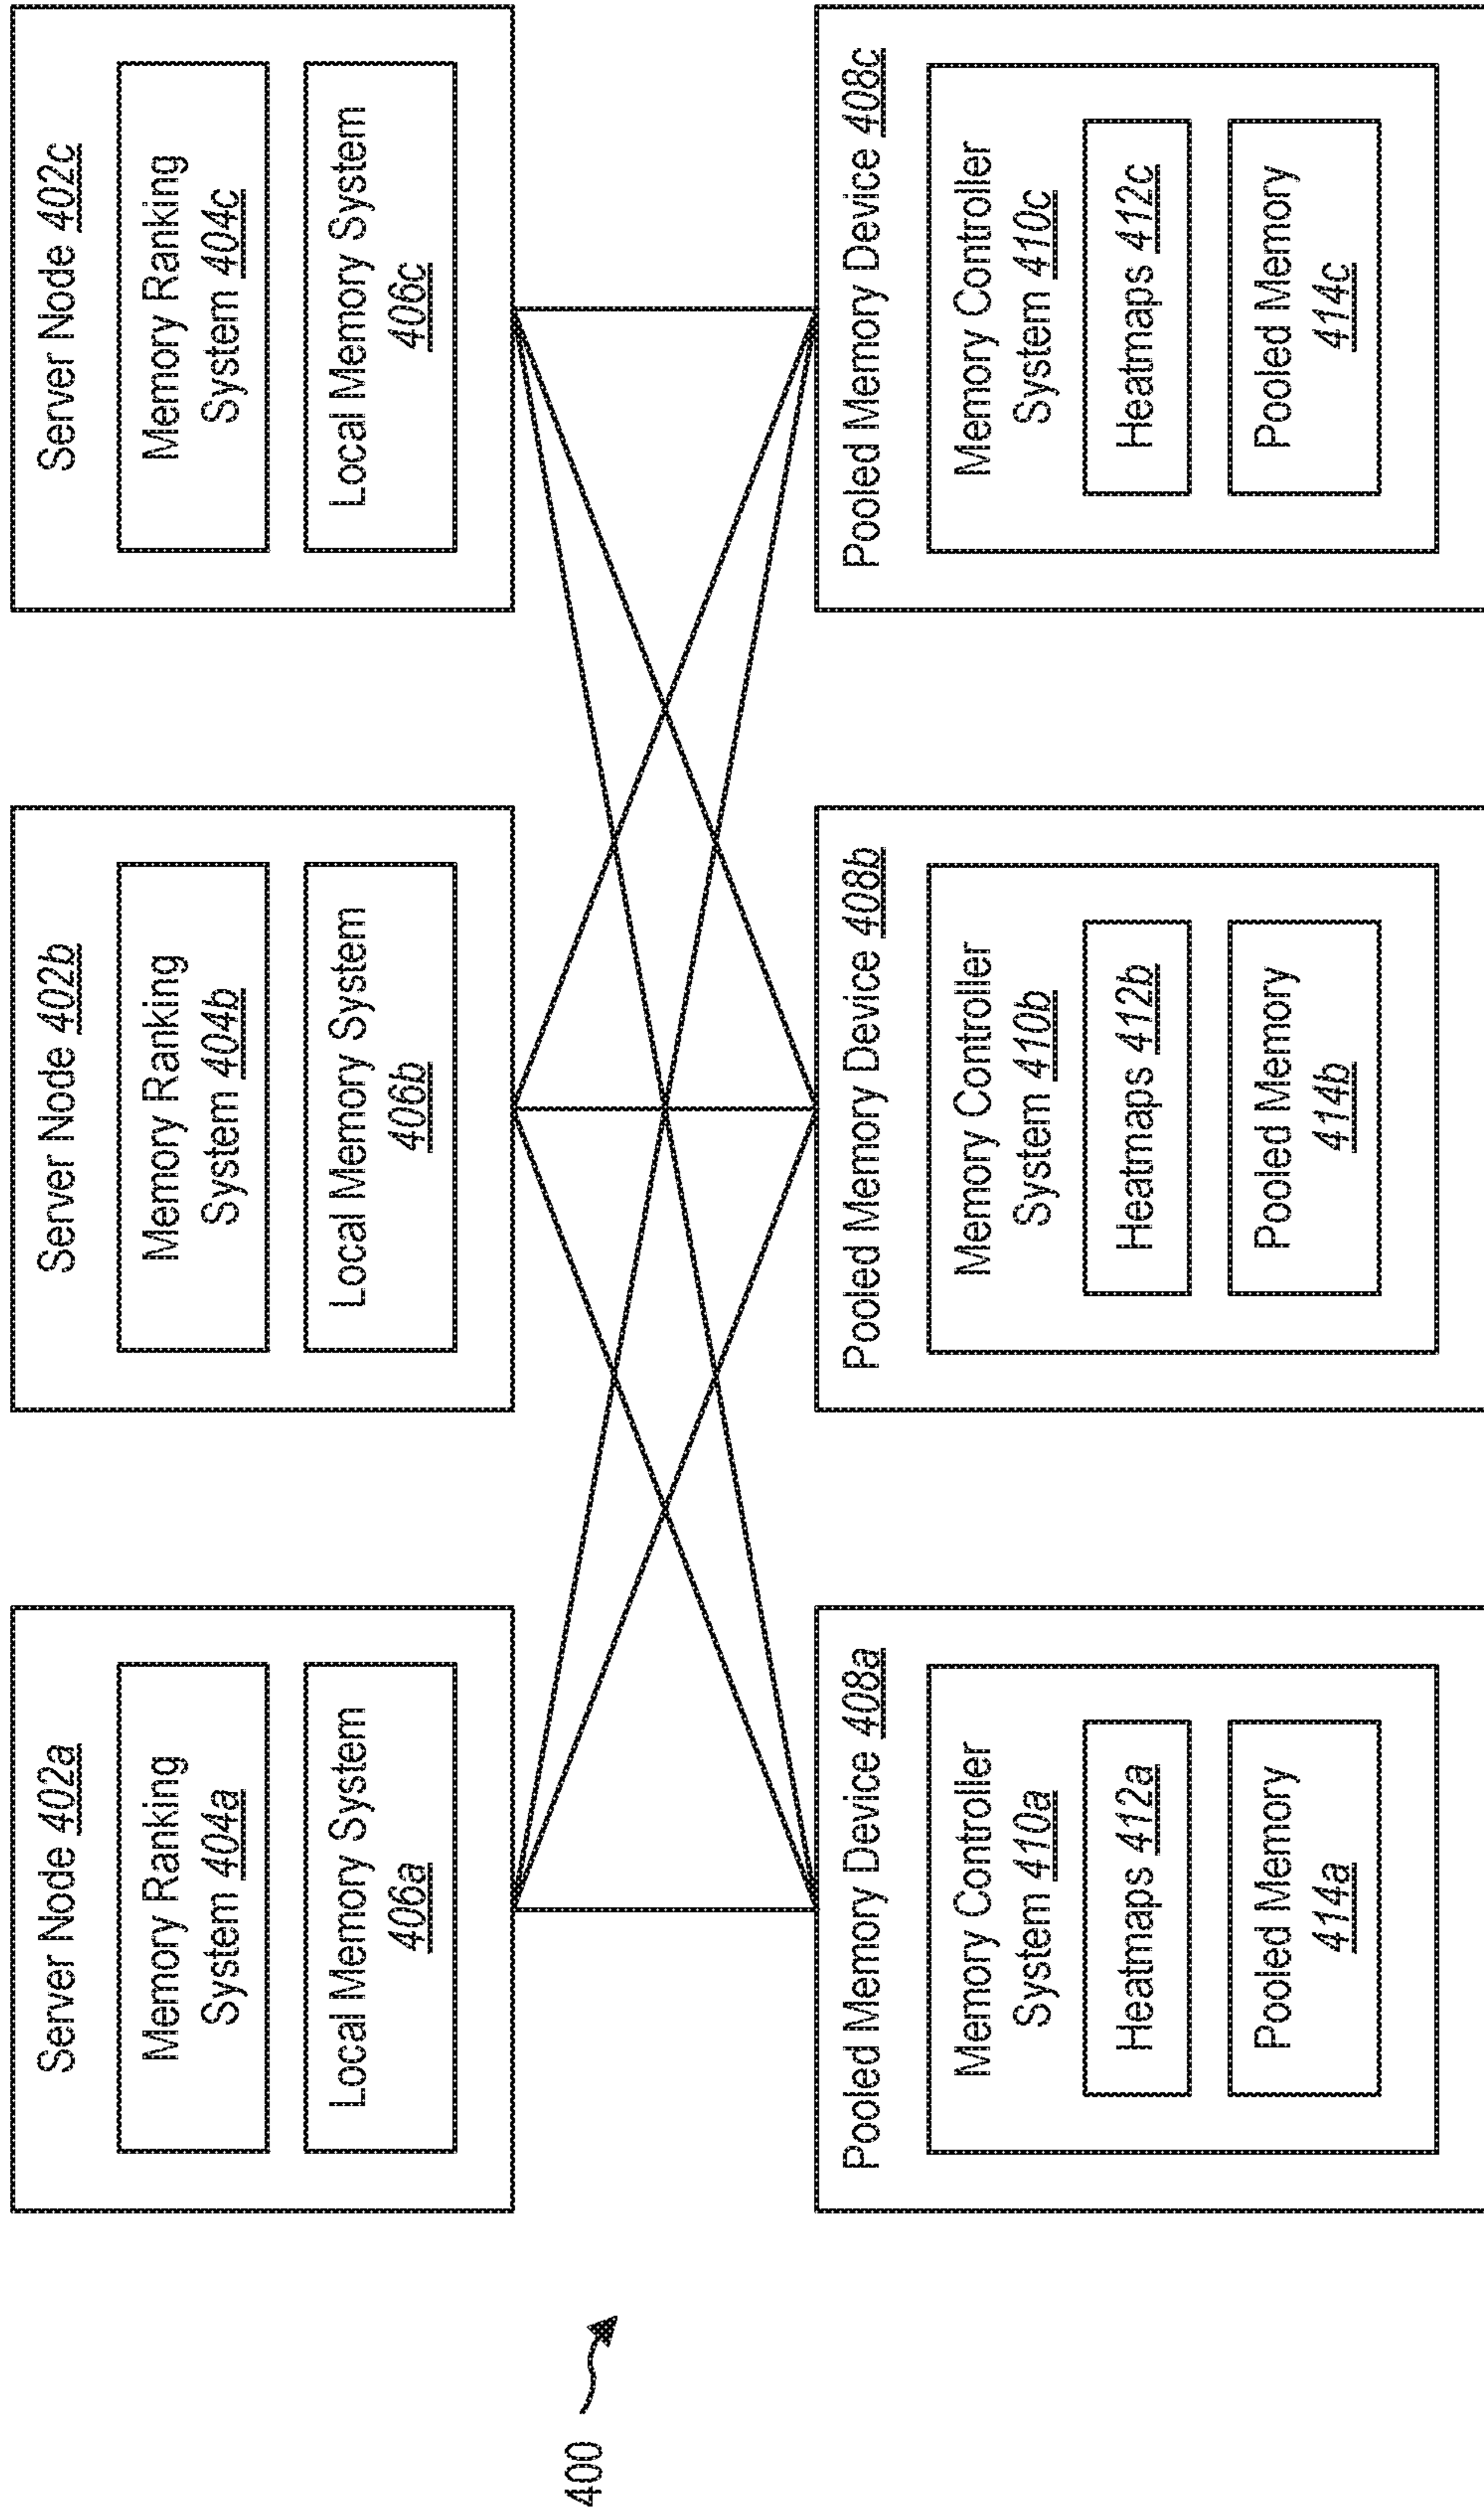 400
Server Node 402a
Memory Ranking
System 404a
Local Memory System
406a
Server Node 402b
Memory Ranking
System 404b
Local Memory System
406b
Server Node 402c
Memory Ranking
System 404c
Local Memory System
406c
Pooled Memory Device 408a
Memory Controller
System 410a
Heatmaps 412a
Pooled Memory
414a
Pooled Memory Device 408b
Memory Controller
System 410b
Heatmaps 412b
Pooled Memory
414b
Pooled Memory Device 408c
Memory Controller
System 410c
Heatmaps 412c
Pooled Memory
414c